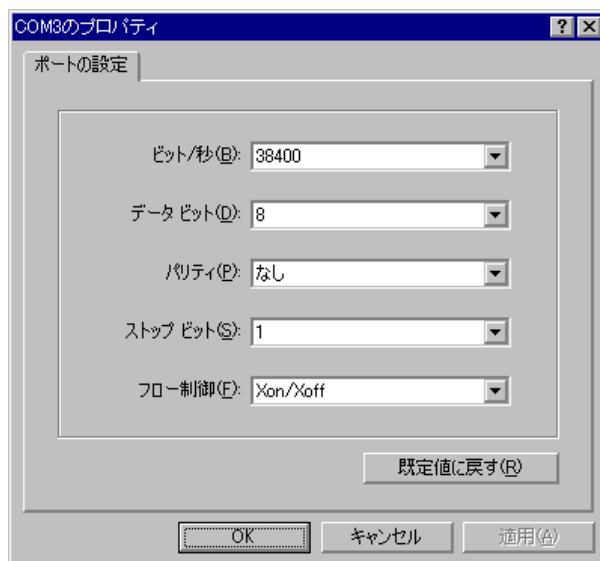 COM3のプロパティ
ポートの設定
ビット/秒(B): 38400
データ ビット(D): 8
パリティ(P): なし
ストップ ビット(S): 1
フロー制御(F): Xon/Xoff
既定値に戻す(R)
OK キャンセル 適用(A)